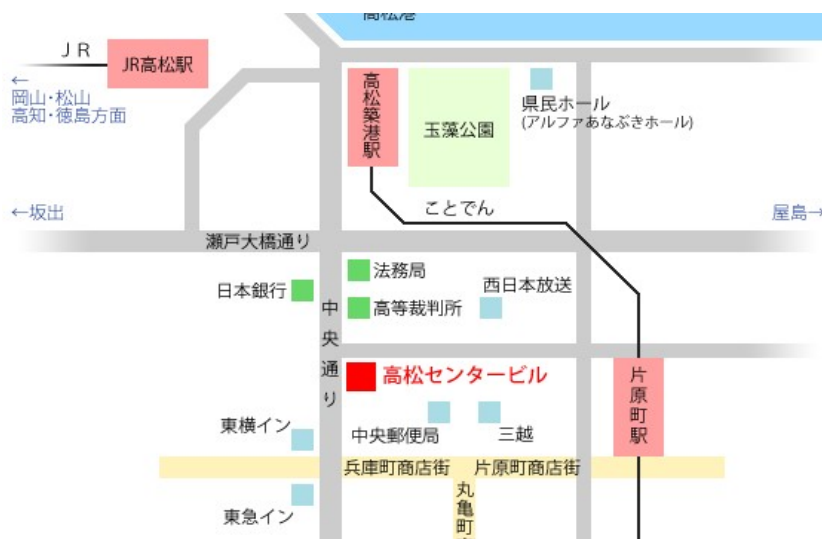 高松港
JR
JR高松駅
←
岡山・松山
高知・徳島方面
高松築港駅
玉藻公園
県民ホール
(アルファあなぶきホール)
←坂出
ことでん
屋島→
瀬戸大橋通り
日本銀行
法務局
高等裁判所
西日本放送
中央通り
高松センタービル
片原町駅
東横イン
中央郵便局
三越
兵庫町商店街
片原町商店街
東急イン
丸亀町